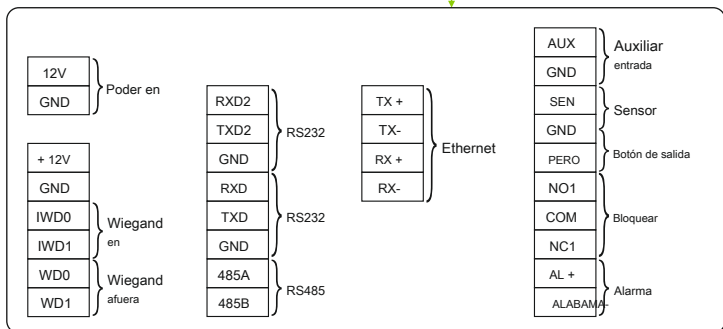 12V
GND
Poder en
+ 12V
GND
IWD0
IWD1
Wiegand
en
WD0
WD1
Wiegand
afuera
RXD2
TXD2
GND
RS232
RXD
TXD
GND
RS232
485A
485B
RS485
TX +
TX-
RX +
RX-
Ethernet
AUX
GND
Auxiliar
entrada
SEN
GND
Sensor
PERO
Botón de salida
NO1
COM
NC1
Bloquear
AL +
ALABAMA-
Alarma